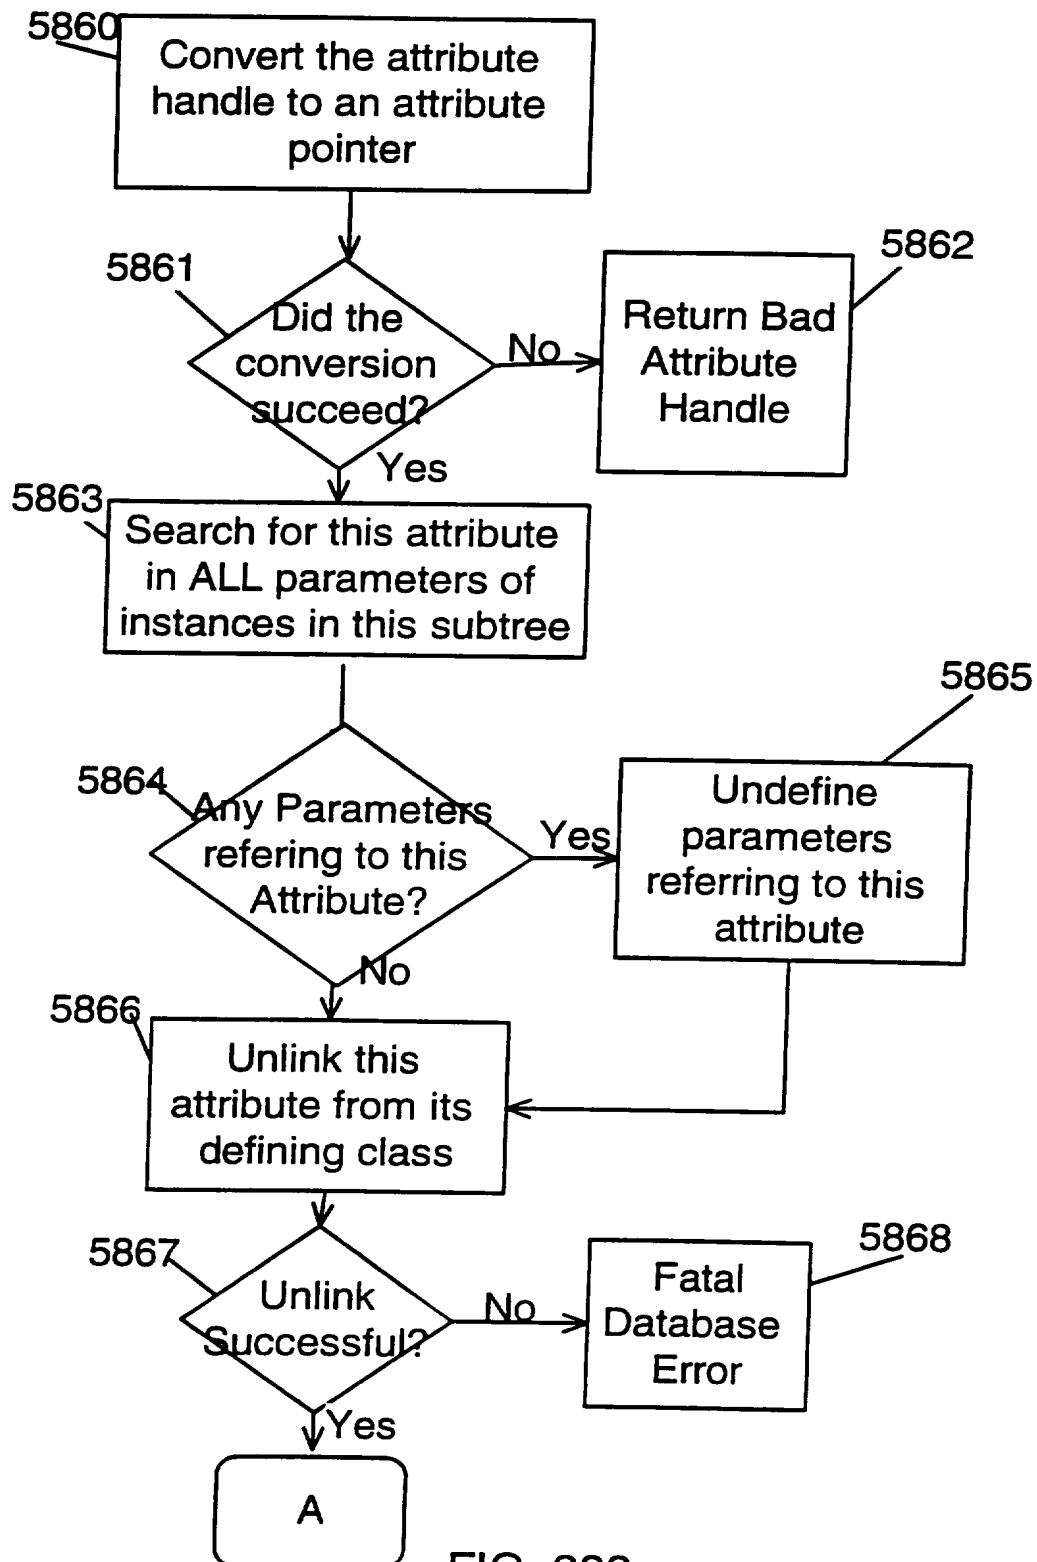 5860
Convert the attribute
handle to an attribute
pointer
5861
Did the
conversion
succeed?
No
5862
Return Bad
Attribute
Handle
Yes
5863
Search for this attribute
in ALL parameters of
instances in this subtree
5864
Any Parameters
refering to this
Attribute?
Yes
5865
Undefine
parameters
referring to this
attribute
No
5866
Unlink this
attribute from its
defining class
5867
Unlink
Successful?
No
5868
Fatal
Database
Error
Yes
A
FIG.